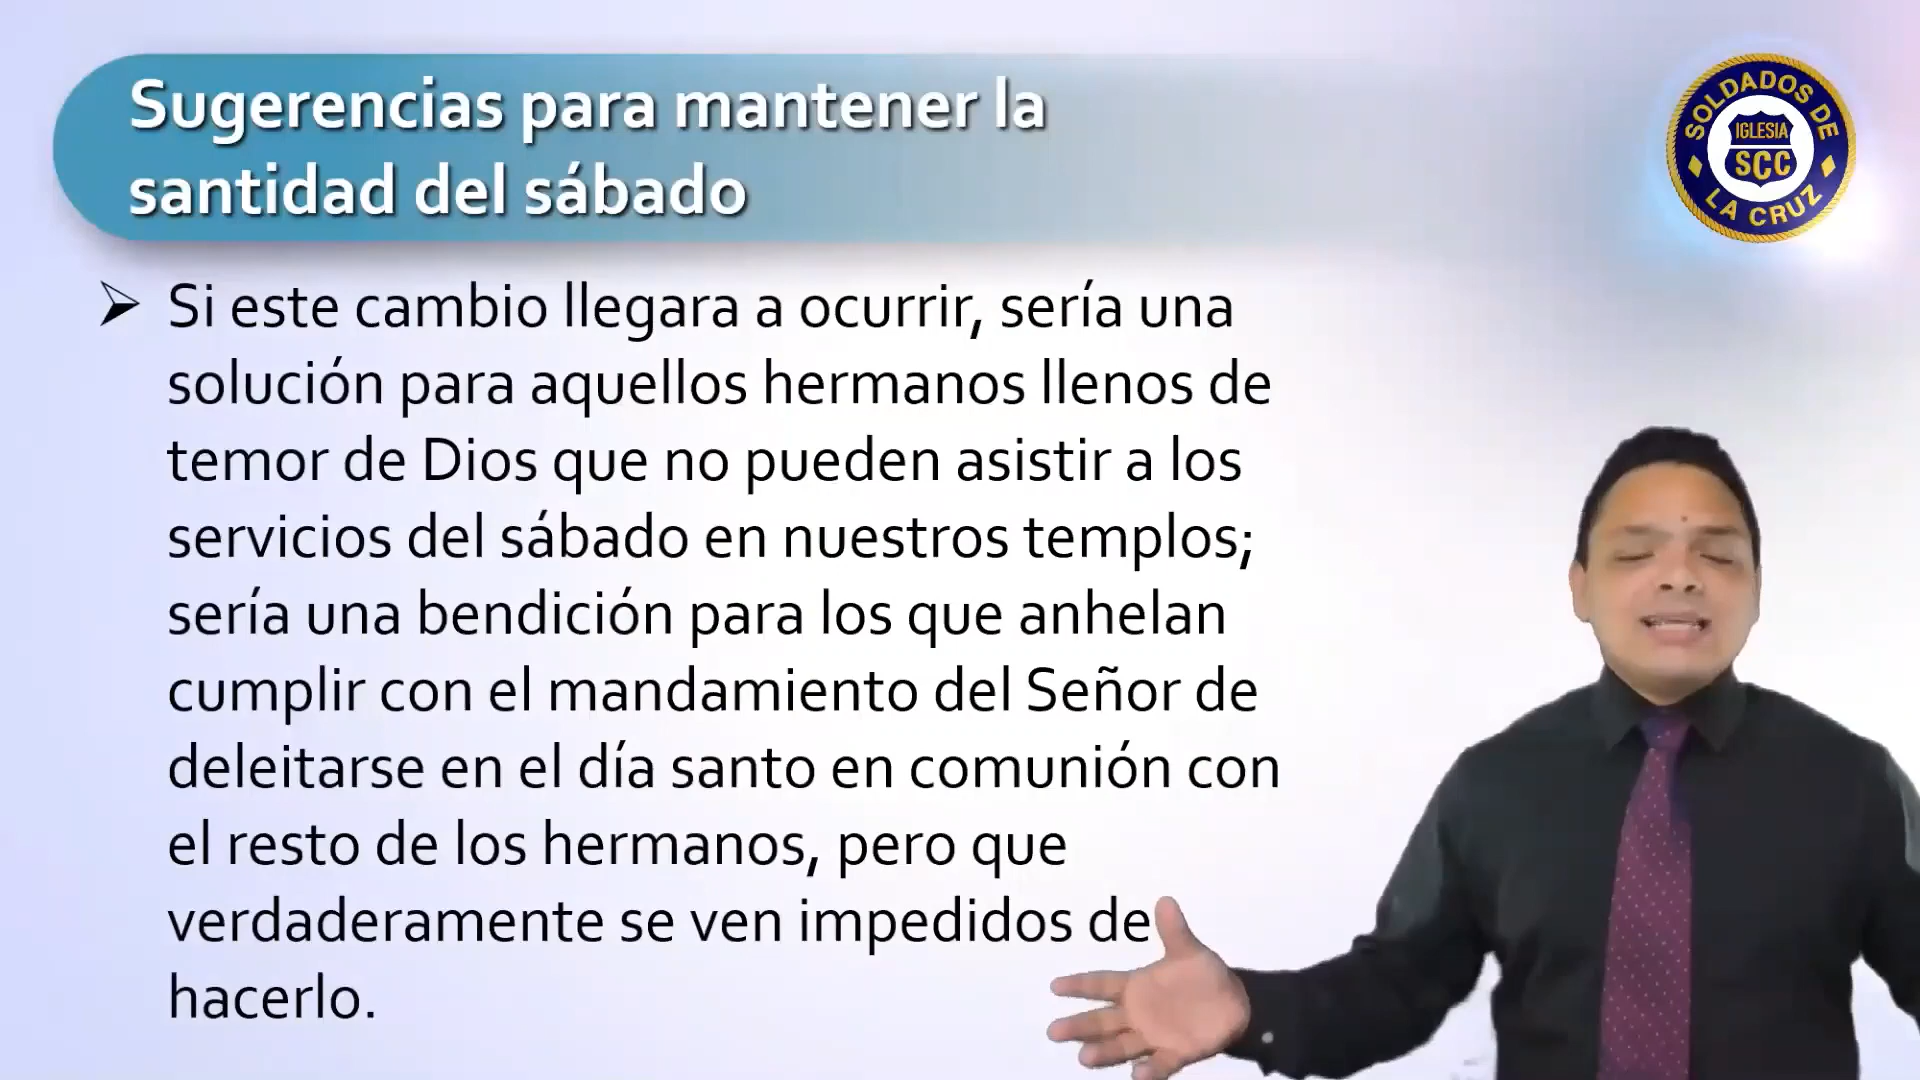 Sugerencias para mantener la
santidad del sábado
SOLDADOS DE
IGLESIA
SCC
LA CRUZ
Si este cambio llegara a ocurrir, sería una
solución para aquellos hermanos llenos de
temor de Dios que no pueden asistir a los
servicios del sábado en nuestros templos;
sería una bendición para los que anhelan
cumplir con el mandamiento del Señor de
deleitarse en el día santo en comunión con
el resto de los hermanos, pero que
verdaderamente se ven impedidos de
hacerlo.